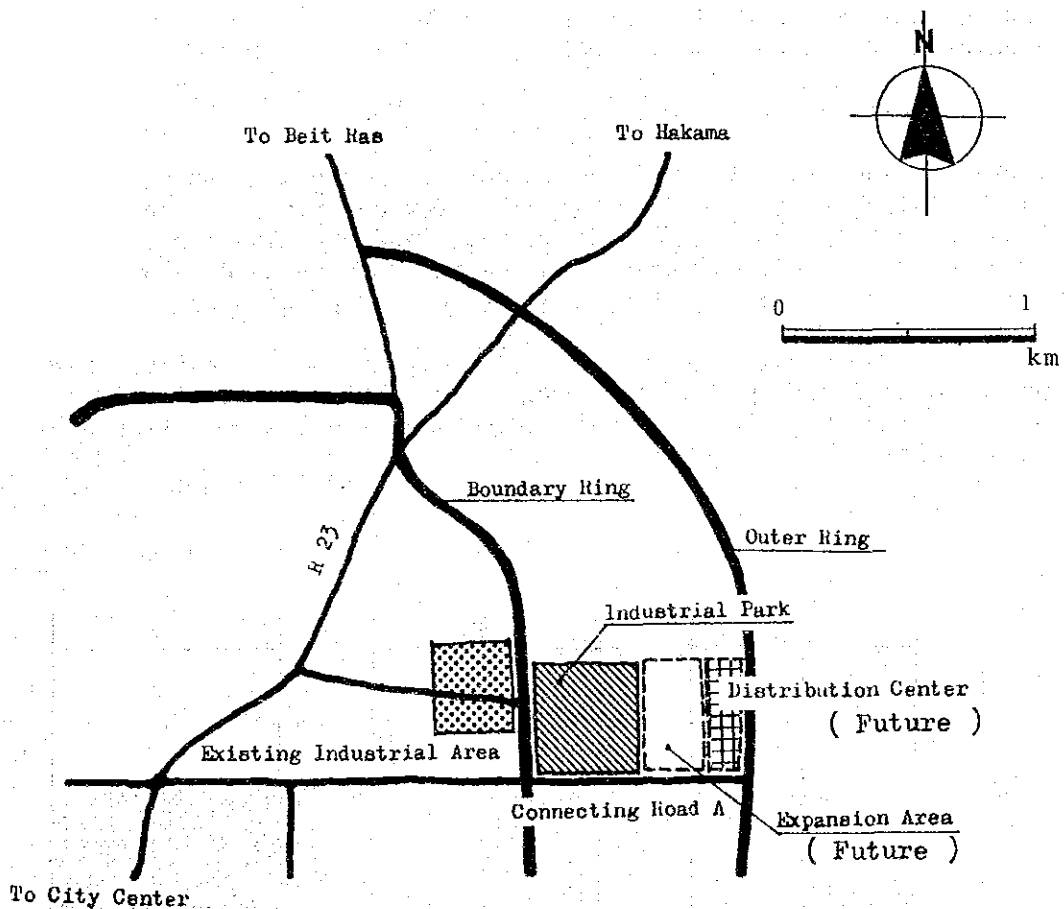 N
To Beit Ras
To Hakama
0 1
km
Boundary Ring
R 23
Outer Ring
Industrial Park
Distribution Center
( Future )
Existing Industrial Area
Connecting Road A
Expansion Area
( Future )
To City Center